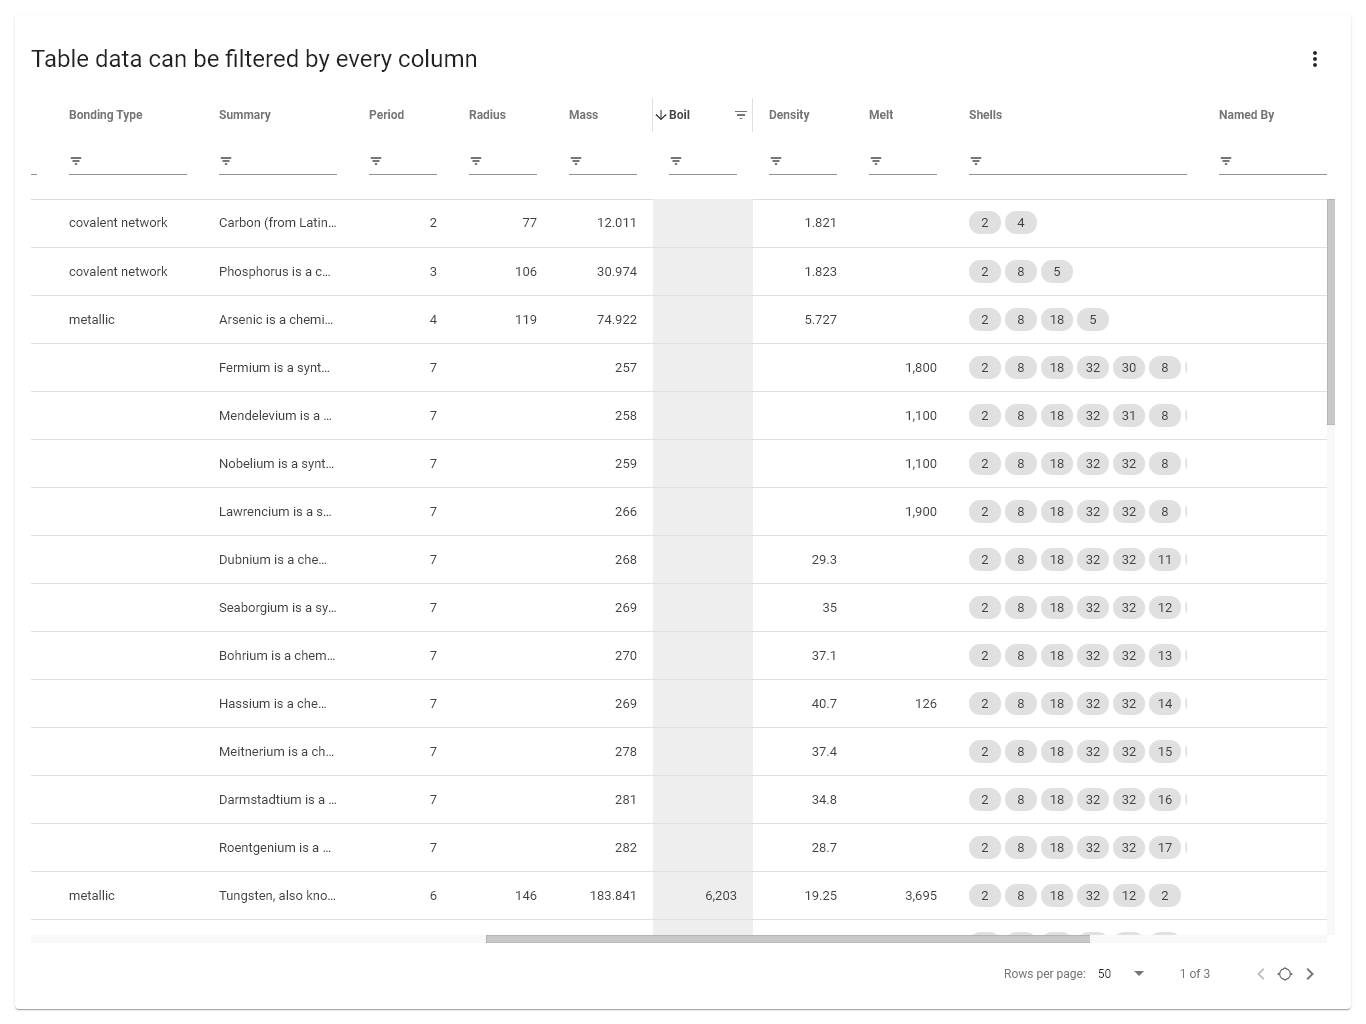 Table data can be filtered by every column
Bonding Type Summary Period Radius Mass Boil Density Melt Shells Named By
covalent network Carbon (from Latin... 2 77 12.011 1.821 2 4
covalent network Phosphorus is a c... 3 106 30.974 1.823 2 8 5
metallic Arsenic is a chemi... 4 119 74.922 5.727 2 8 18 5
Fermium is a synt... 7 257 1,800 2 8 18 32 30 8
Mendelevium is a ... 7 258 1,100 2 8 18 32 31 8
Nobelium is a synt... 7 259 1,100 2 8 18 32 32 8
Lawrencium is a s... 7 266 1,900 2 8 18 32 32 8
Dubnium is a che... 7 268 29.3 2 8 18 32 32 11
Seaborgium is a sy... 7 269 35 2 8 18 32 32 12
Bohrium is a chem... 7 270 37.1 2 8 18 32 32 13
Hassium is a che... 7 269 40.7 126 2 8 18 32 32 14
Meitnerium is a ch... 7 278 37.4 2 8 18 32 32 15
Darmstadtium is a ... 7 281 34.8 2 8 18 32 32 16
Roentgenium is a ... 7 282 28.7 2 8 18 32 32 17
metallic Tungsten, also kno... 6 146 183.841 6,203 19.25 3,695 2 8 18 32 12 2
Rows per page: 50 1 of 3